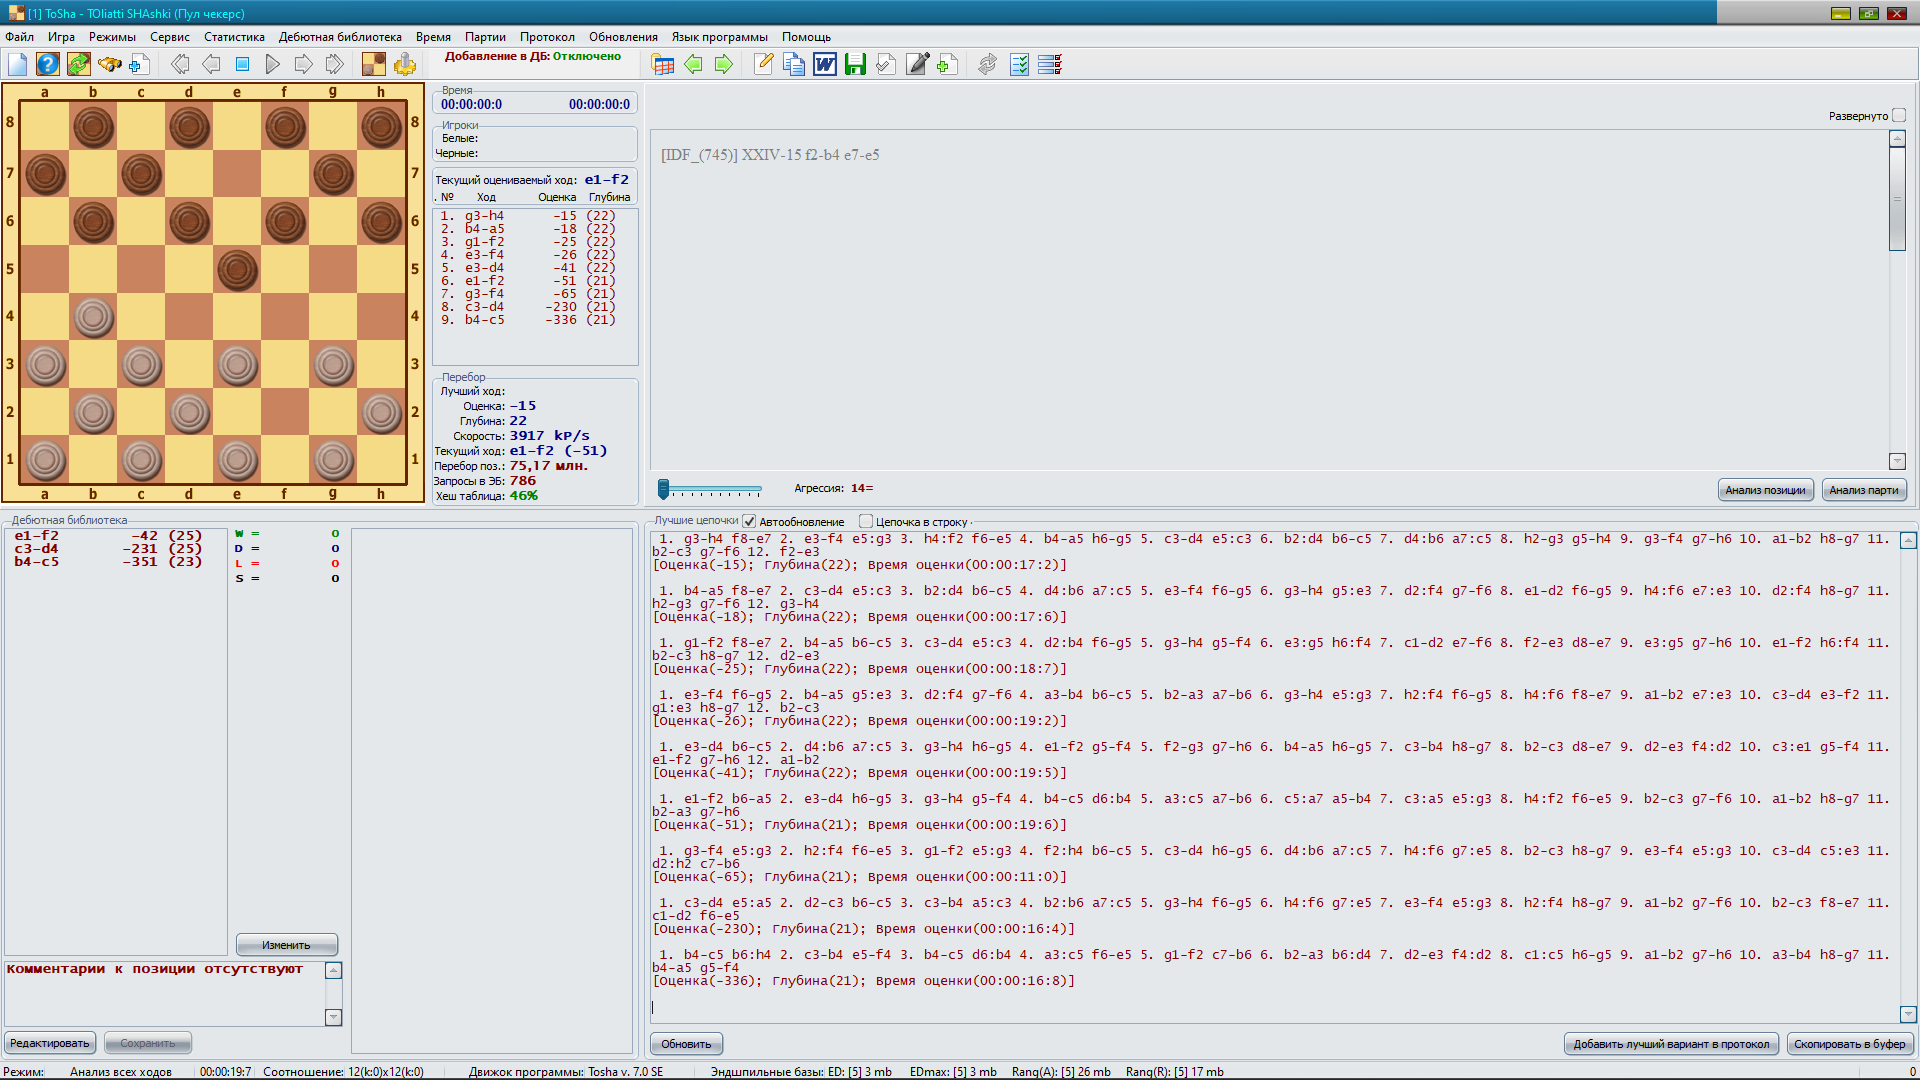 [1] ToSha - TOliatti SHAshki (Пул чекерс)
Файл Игра Режимы Сервис Статистика Дебютная библиотека Время Партии Протокол Обновления Язык программы Помощь
Добавление в ДБ: Отключено
a b c d e f g h
8 8
7 7
6 6
5 5
4 4
3 3
2 2
1 1
a b c d e f g h
Время
00:00:00:0 00:00:00:0
Игроки
Белые:
Черные:
Текущий оцениваемый ход: e1-f2
. № Ход Оценка Глубина
1. g3-h4 -15 (22)
2. b4-a5 -18 (22)
3. g1-f2 -25 (22)
4. e3-f4 -26 (22)
5. e3-d4 -41 (22)
6. e1-f2 -51 (21)
7. g3-f4 -65 (21)
8. c3-d4 -230 (21)
9. b4-c5 -336 (21)
Перебор
Лучший ход:
Оценка: -15
Глубина: 22
Скорость: 3917 kP/s
Текущий ход: e1-f2 (-51)
Перебор поз.: 75,17 млн.
Запросы в ЭБ: 786
Хеш таблица: 46%
Развернуто
[IDF_(745)] XXIV-15 f2-b4 e7-e5
Агрессия: 14=
Анализ позиции Анализ парти
Дебютная библиотека
e1-f2 -42 (25)
c3-d4 -231 (25)
b4-c5 -351 (23)
W = 0
D = 0
L = 0
S = 0
Изменить
Комментарии к позиции отсутствуют
Редактировать Сохранить
Лучшие цепочки Автообновление Цепочка в строку
1. g3-h4 f8-e7 2. e3-f4 e5:g3 3. h4:f2 f6-e5 4. b4-a5 h6-g5 5. c3-d4 e5:c3 6. b2:d4 b6-c5 7. d4:b6 a7:c5 8. h2-g3 g5-h4 9. g3-f4 g7-h6 10. a1-b2 h8-g7 11.
b2-c3 g7-f6 12. f2-e3
[Оценка(-15); Глубина(22); Время оценки(00:00:17:2)]
1. b4-a5 f8-e7 2. c3-d4 e5:c3 3. b2:d4 b6-c5 4. d4:b6 a7:c5 5. e3-f4 f6-g5 6. g3-h4 g5:e3 7. d2:f4 g7-f6 8. e1-d2 f6-g5 9. h4:f6 e7:e3 10. d2:f4 h8-g7 11.
h2-g3 g7-f6 12. g3-h4
[Оценка(-18); Глубина(22); Время оценки(00:00:17:6)]
1. g1-f2 f8-e7 2. b4-a5 b6-c5 3. c3-d4 e5:c3 4. d2:b4 f6-g5 5. g3-h4 g5-f4 6. e3:g5 h6:f4 7. c1-d2 e7-f6 8. f2-e3 d8-e7 9. e3:g5 g7-h6 10. e1-f2 h6:f4 11.
b2-c3 h8-g7 12. d2-e3
[Оценка(-25); Глубина(22); Время оценки(00:00:18:7)]
1. e3-f4 f6-g5 2. b4-a5 g5:e3 3. d2:f4 g7-f6 4. a3-b4 b6-c5 5. b2-a3 a7-b6 6. g3-h4 e5:g3 7. h2:f4 f6-g5 8. h4:f6 f8-e7 9. a1-b2 e7:e3 10. c3-d4 e3-f2 11.
g1:e3 h8-g7 12. b2-c3
[Оценка(-26); Глубина(22); Время оценки(00:00:19:2)]
1. e3-d4 b6-c5 2. d4:b6 a7:c5 3. g3-h4 h6-g5 4. e1-f2 g5-f4 5. f2-g3 g7-h6 6. b4-a5 h6-g5 7. c3-b4 h8-g7 8. b2-c3 d8-e7 9. d2-e3 f4:d2 10. c3:e1 g5-f4 11.
e1-f2 g7-h6 12. a1-b2
[Оценка(-41); Глубина(22); Время оценки(00:00:19:5)]
1. e1-f2 b6-a5 2. e3-d4 h6-g5 3. g3-h4 g5-f4 4. b4-c5 d6:b4 5. a3:c5 a7-b6 6. c5:a7 a5-b4 7. c3:a5 e5:g3 8. h4:f2 f6-e5 9. b2-c3 g7-f6 10. a1-b2 h8-g7 11.
b2-a3 g7-h6
[Оценка(-51); Глубина(21); Время оценки(00:00:19:6)]
1. g3-f4 e5:g3 2. h2:f4 f6-e5 3. g1-f2 e5:g3 4. f2:h4 b6-c5 5. c3-d4 h6-g5 6. d4:b6 a7:c5 7. h4:f6 g7:e5 8. b2-c3 h8-g7 9. e3-f4 e5:g3 10. c3-d4 c5:e3 11.
d2:h2 c7-b6
[Оценка(-65); Глубина(21); Время оценки(00:00:11:0)]
1. c3-d4 e5:a5 2. d2-c3 b6-c5 3. c3-b4 a5:c3 4. b2:b6 a7:c5 5. g3-h4 f6-g5 6. h4:f6 g7:e5 7. e3-f4 e5:g3 8. h2:f4 h8-g7 9. a1-b2 g7-f6 10. b2-c3 f8-e7 11.
c1-d2 f6-e5
[Оценка(-230); Глубина(21); Время оценки(00:00:16:4)]
1. b4-c5 b6:h4 2. c3-b4 e5-f4 3. b4-c5 d6:b4 4. a3:c5 f6-e5 5. g1-f2 c7-b6 6. b2-a3 b6:d4 7. d2-e3 f4:d2 8. c1:c5 h6-g5 9. a1-b2 g7-h6 10. a3-b4 h8-g7 11.
b4-a5 g5-f4
[Оценка(-336); Глубина(21); Время оценки(00:00:16:8)]
Обновить Добавить лучший вариант в протокол Скопировать в буфер
Режим: Анализ всех ходов 00:00:19:7 Соотношение: 12(k:0)x12(k:0) Движок программы: Tosha v. 7.0 SE Эндшпильные базы: ED: [5] 3 mb EDmax: [5] 3 mb Rang(A): [5] 26 mb Rang(R): [5] 17 mb 0